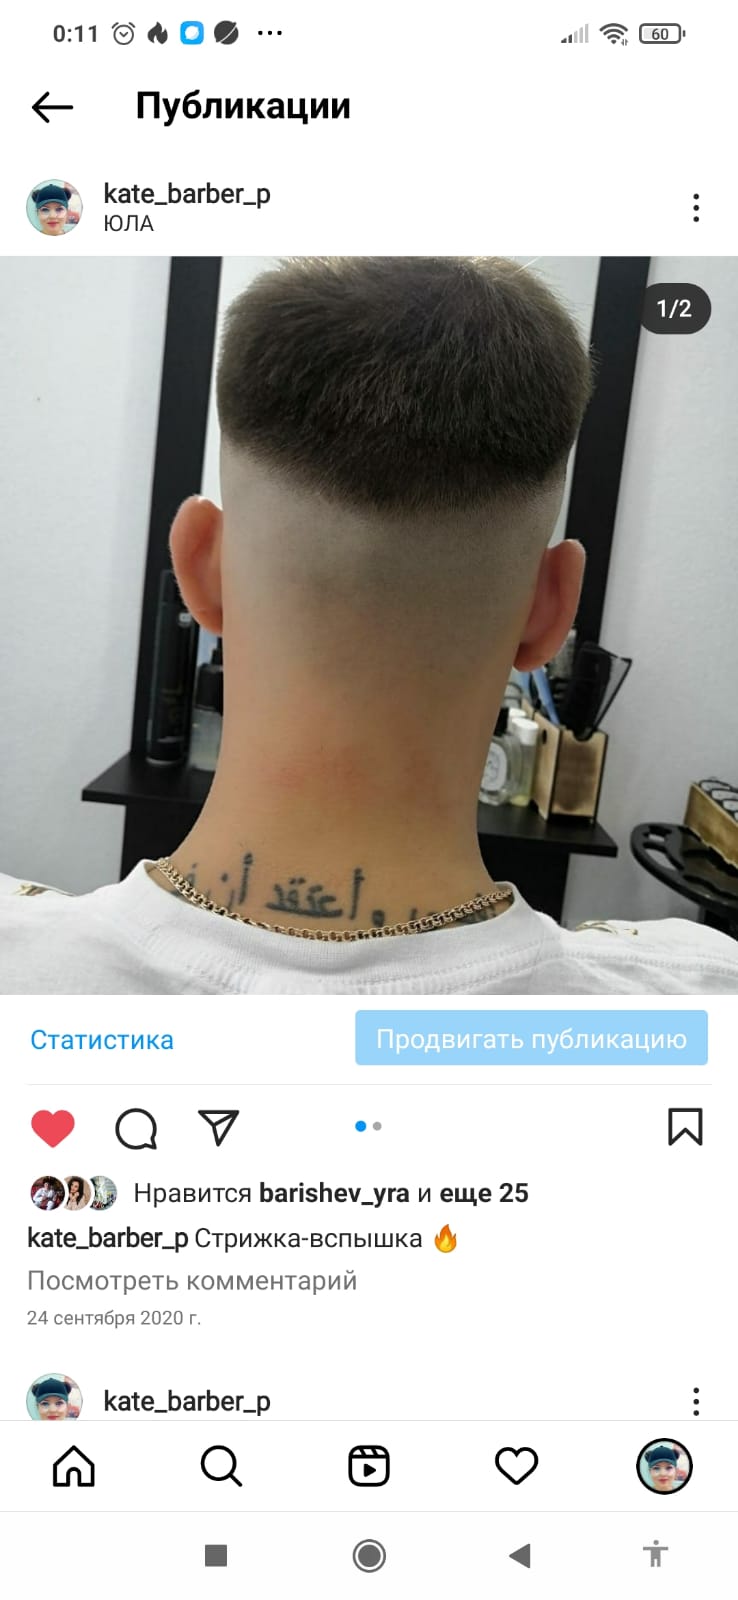 0:11
60
Публикации
kate_barber_p
ЮЛА
1/2
أعتقد أن
Статистика
Продвигать публикацию
Нравится barishev_yra и еще 25
kate_barber_p Стрижка-вспышка 🔥
Посмотреть комментарий
24 сентября 2020 г.
kate_barber_p